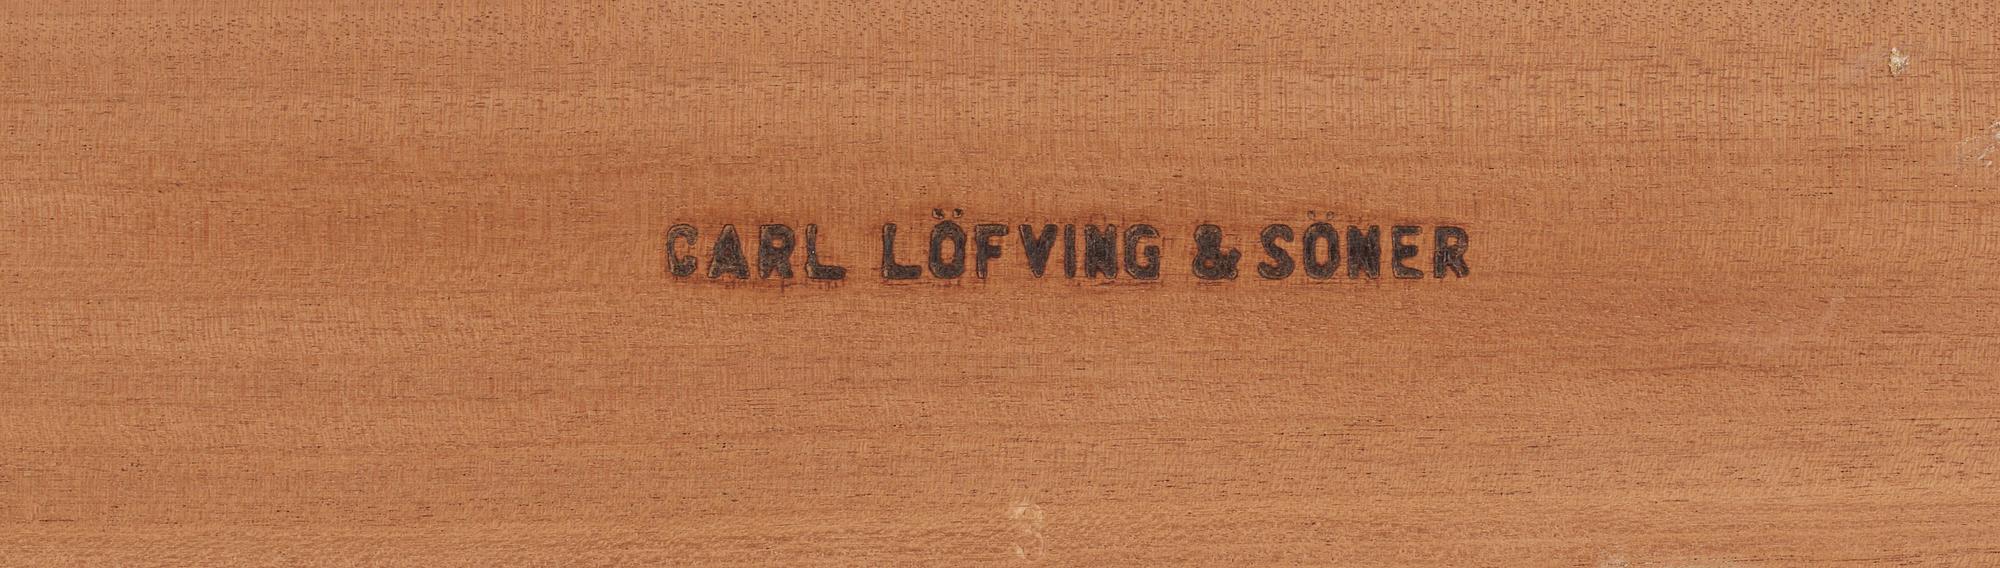 CARL LÖFVING & SÖNER